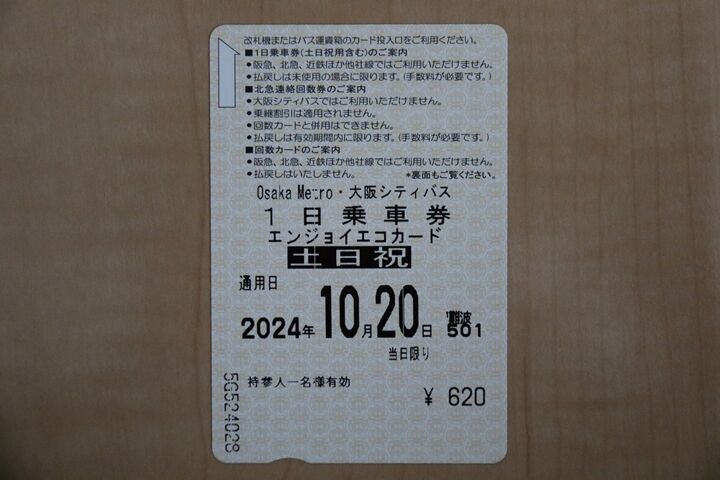 改札機またはバス運賃箱のカード投入口をご利用ください。
■1日乗車券(土日祝用含む)のご案内
●阪急、北急、近鉄ほか他社線ではご利用いただけません。
●払戻しは未使用の場合に限ります。(手数料が必要です。)
■北急連絡回数券のご案内
●大阪シティバスではご利用いただけません。
●乗継割引は適用されません。
●回数カードと併用はできません。
●払戻しは有効期間内に限ります。(手数料が必要です。)
■回数カードのご案内
●阪急、北急、近鉄ほか他社線ではご利用いただけません。
●払戻しはいたしません。 *裏面もご覧ください。
Osaka Metro・大阪シティバス
1日乗車券
エンジョイエコカード
土日祝
通用日
2024年10月20日 難波 501
当日限り
持参人一名様有効
¥ 620
5G524028